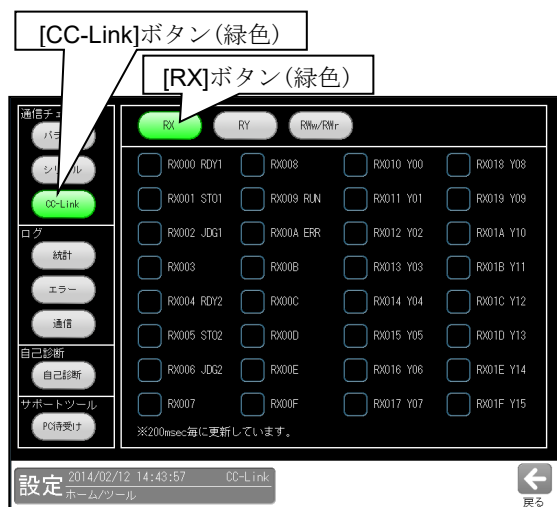 [CC-Link]ボタン(緑色)
[RX]ボタン(緑色)
通信チェ
パラ
シリ ル
CC-Link
ログ
統計
エラー
通信
自己診断
自己診断
サポートツール
PC待受け
RX RY RWw/RWr
RX000 RDY1 RX008 RX010 Y00 RX018 Y08
RX001 STO1 RX009 RUN RX011 Y01 RX019 Y09
RX002 JDG1 RX00A ERR RX012 Y02 RX01A Y10
RX003 RX00B RX013 Y03 RX01B Y11
RX004 RDY2 RX00C RX014 Y04 RX01C Y12
RX005 STO2 RX00D RX015 Y05 RX01D Y13
RX006 JDG2 RX00E RX016 Y06 RX01E Y14
RX007 RX00F RX017 Y07 RX01F Y15
※200msec毎に更新しています。
設定 2014/02/12 14:43:57 CC-Link
ホーム/ツール
戻る